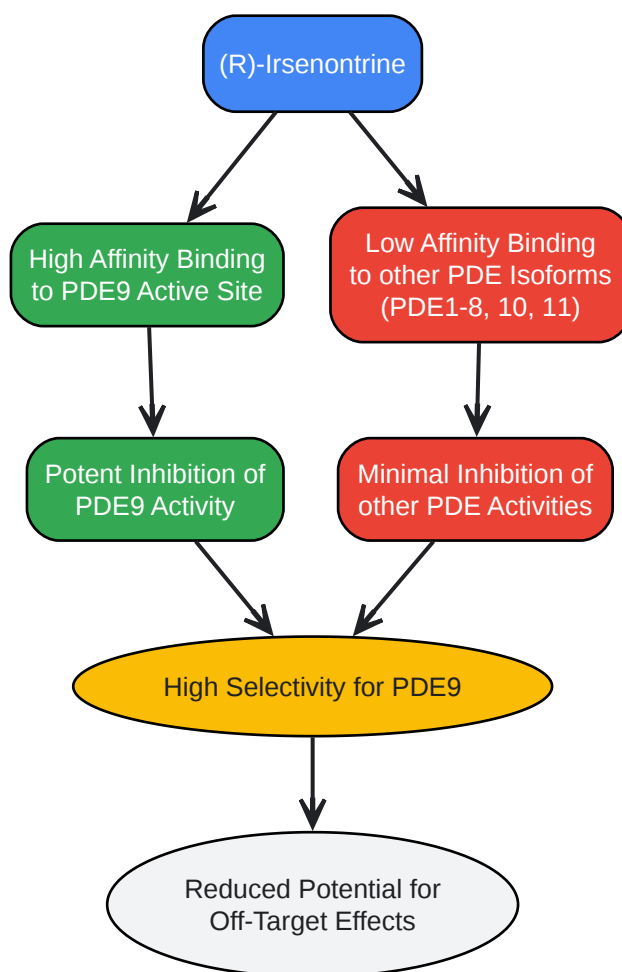 (R)-Irsenontrine
High Affinity Binding
to PDE9 Active Site
Low Affinity Binding
to other PDE Isoforms
(PDE1-8, 10, 11)
Potent Inhibition of
PDE9 Activity
Minimal Inhibition of
other PDE Activities
High Selectivity for PDE9
Reduced Potential for
Off-Target Effects